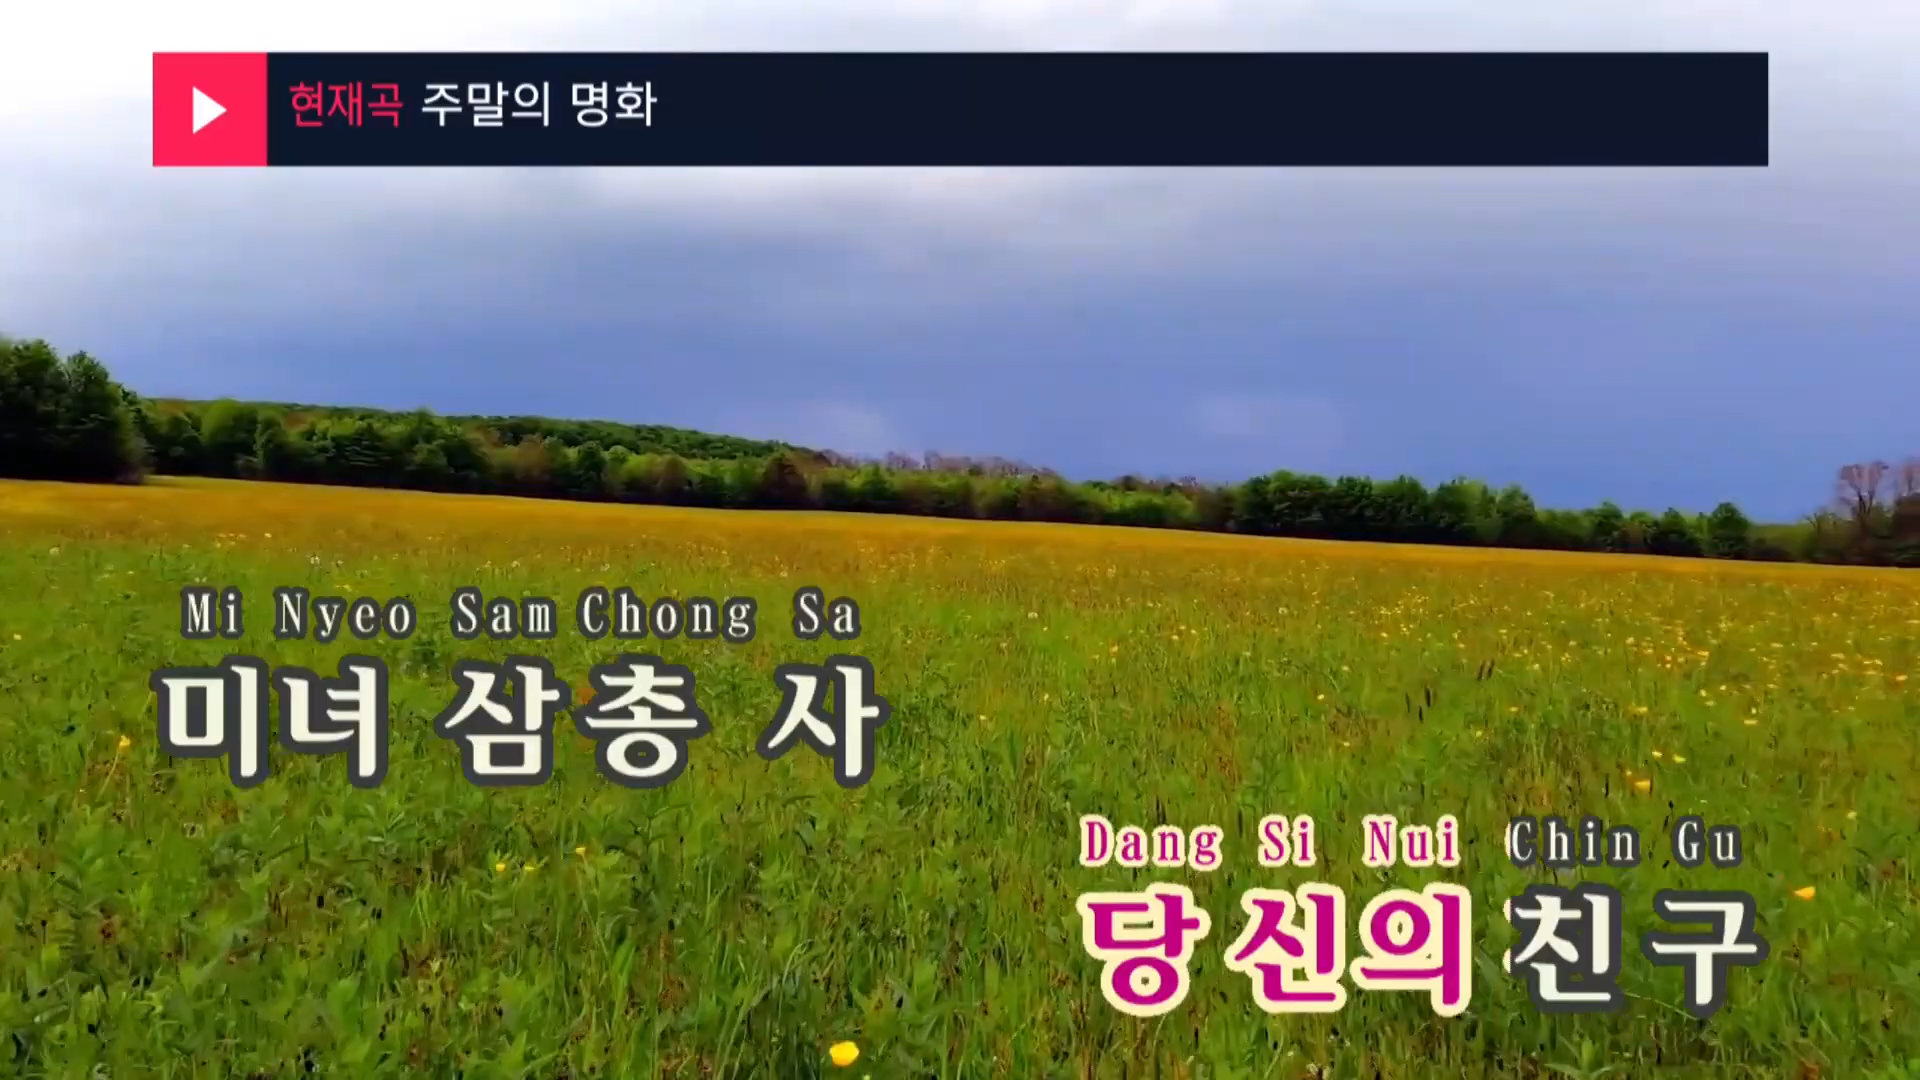 현재곡 주말의 명화
Mi Nyeo Sam Chong Sa
미녀 삼총 사
Dang Si Nui Chin Gu
당신의 친구